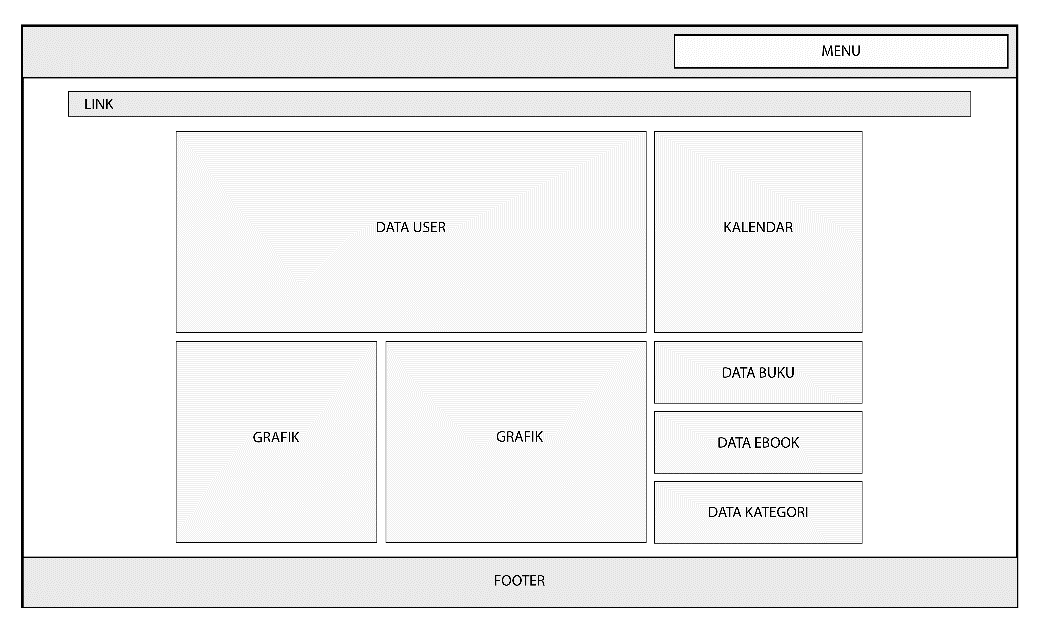 MENU
LINK
DATA USER
KALENDAR
GRAFIK
GRAFIK
DATA BUKU
DATA EBOOK
DATA KATEGORI
FOOTER